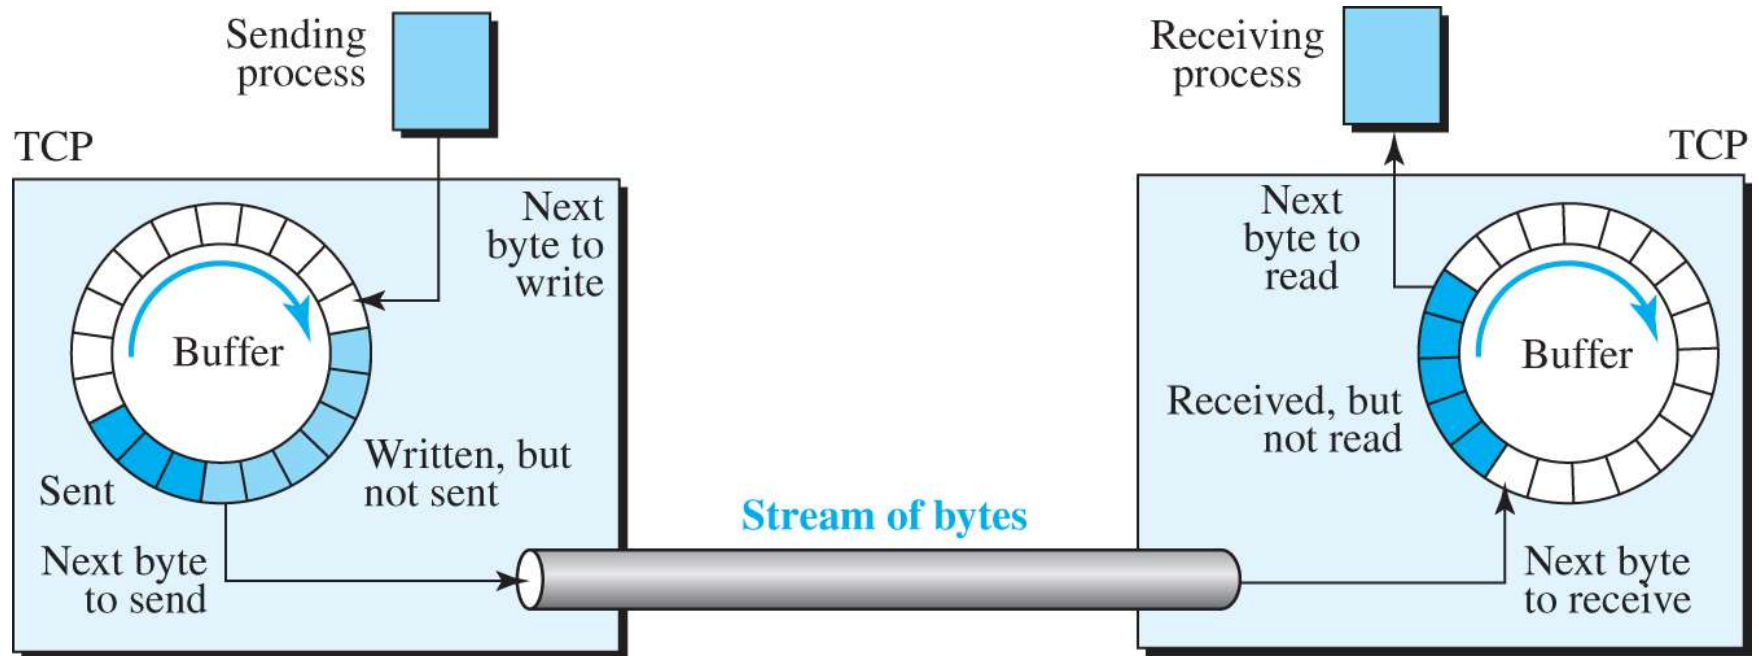 Sending
process
Receiving
process
TCP
TCP
Next
byte to
write
Next
byte to
read
Buffer
Buffer
Received, but
not read
Written, but
not sent
Sent
Stream of bytes
Next byte
to send
Next byte
to receive